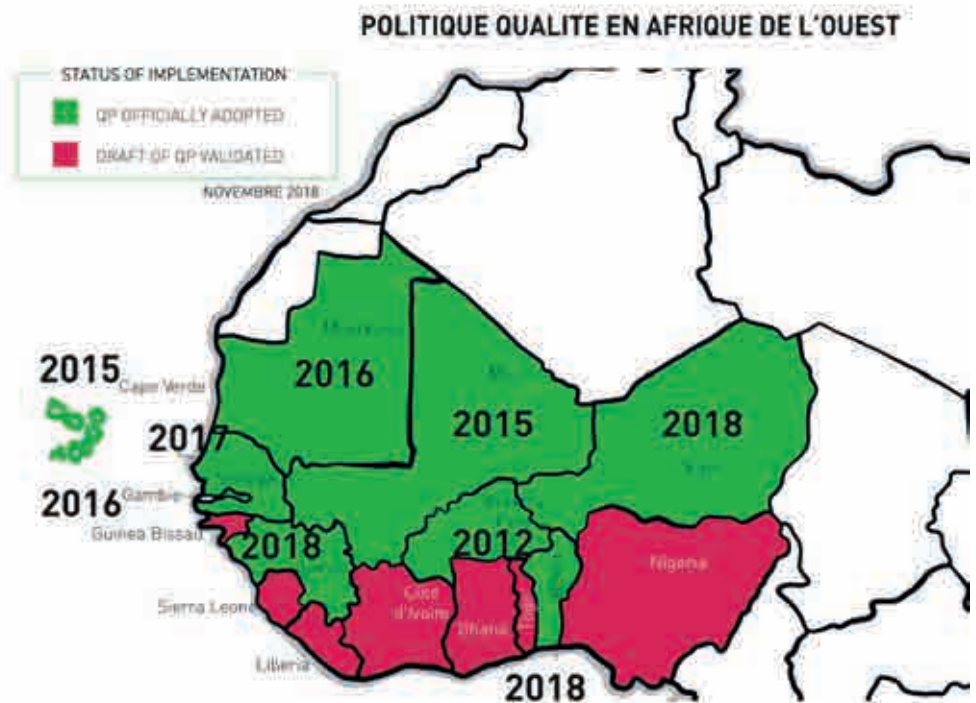 POLITIQUE QUALITE EN AFRIQUE DE L'OUEST
STATUS OF IMPLEMENTATION
QP OFFICIALLY ADOPTED
DRAFT OF QP VALIDATED
NOVEMBRE 2018
2015
Cape Verde
2016
2015
2018
2017
2016
Gambie
Guinea Bissau
2018
2012
Nigeria
Sierra Leone
Côte
d'Ivoire
Ghana
Togo
Liberia
2018